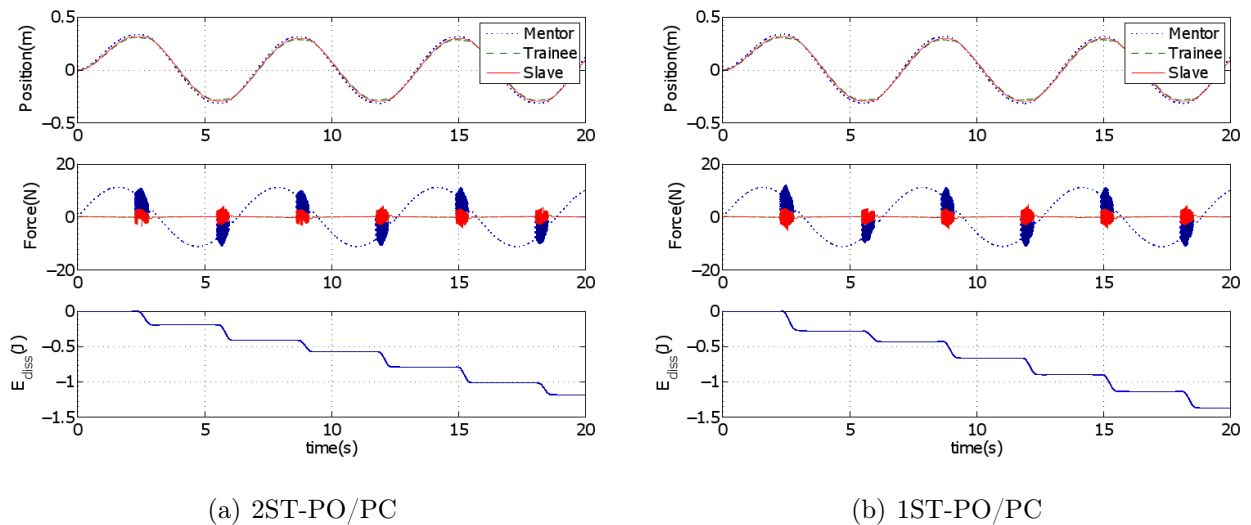 0.5
0
−0.5
Position(m)
Mentor
Trainee
Slave
0 5 10 15 20
20
0
−20
Force(N)
0 5 10 15 20
0
−0.5
−1
−1.5
E_diss(J)
0 5 10 15 20
time(s)
(a) 2ST-PO/PC
0.5
0
−0.5
Position(m)
Mentor
Trainee
Slave
0 5 10 15 20
20
0
−20
Force(N)
0 5 10 15 20
0
−0.5
−1
−1.5
E_diss(J)
0 5 10 15 20
time(s)
(b) 1ST-PO/PC